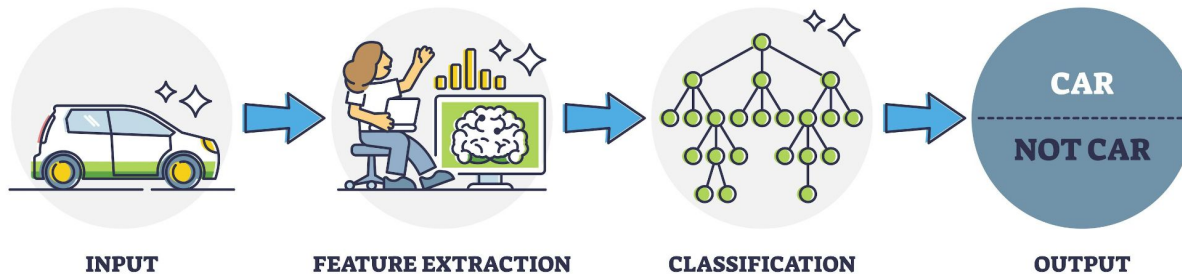 CAR
NOT CAR
INPUT
FEATURE EXTRACTION
CLASSIFICATION
OUTPUT